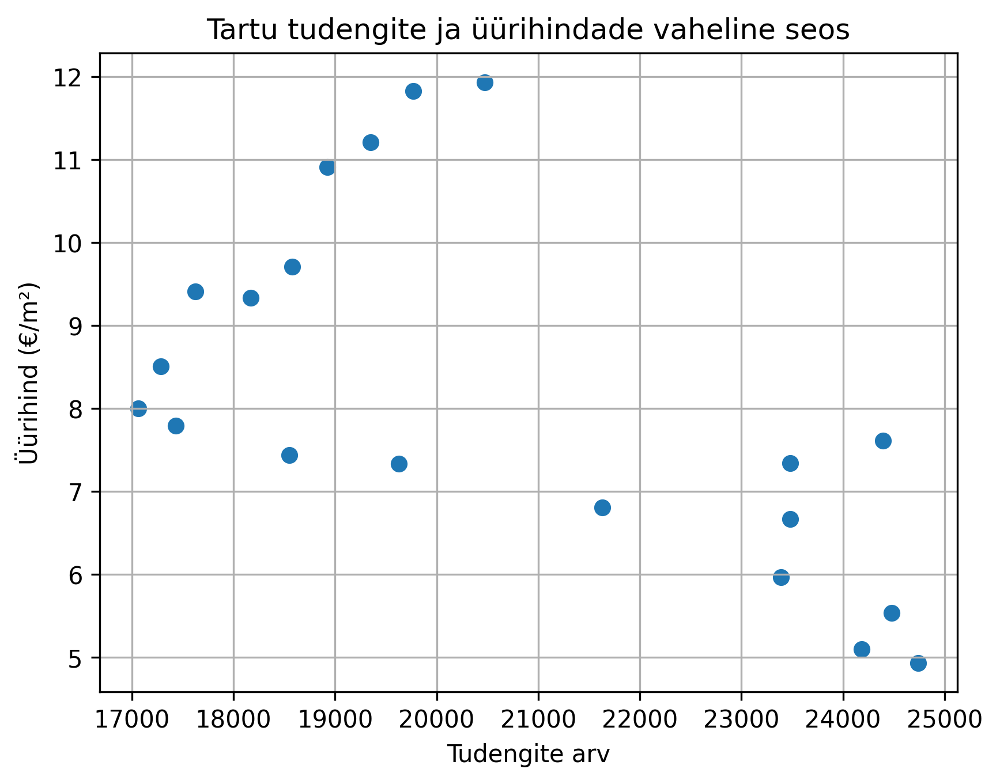 Tartu tudengite ja üürihindade vaheline seos
12
11
10
9
8
7
6
5
Üürihind (€/m²)
17000 18000 19000 20000 21000 22000 23000 24000 25000
Tudengite arv